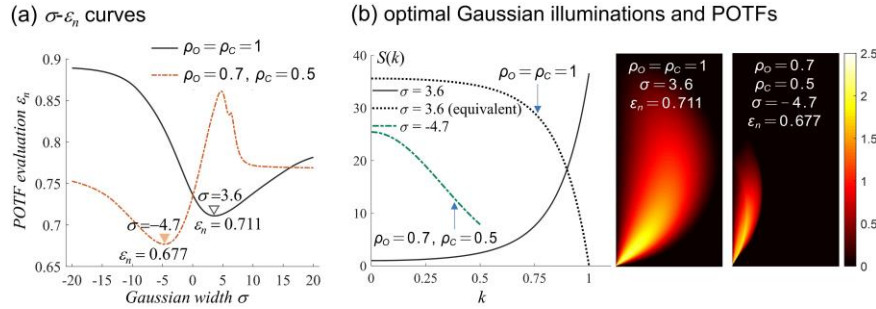 (a) σ-εn curves
(b) optimal Gaussian illuminations and POTFs
0.9
0.85
0.8
0.75
0.7
0.65
POTF evaluation εn
ρO = ρC = 1
ρO = 0.7, ρC = 0.5
σ=3.6
εn = 0.711
σ=−4.7
εn = 0.677
-20 -15 -10 -5 0 5 10 15 20
Gaussian width σ
S(k)
40
30
20
10
0
ρO = ρC = 1
σ = 3.6
σ = 3.6 (equivalent)
σ = -4.7
ρO = 0.7, ρC = 0.5
0 0.25 0.5 0.75 1
k
ρO = ρC = 1
σ = 3.6
εn = 0.711
ρO = 0.7
ρC = 0.5
σ = −4.7
εn = 0.677
2.5
2
1.5
1
0.5
0